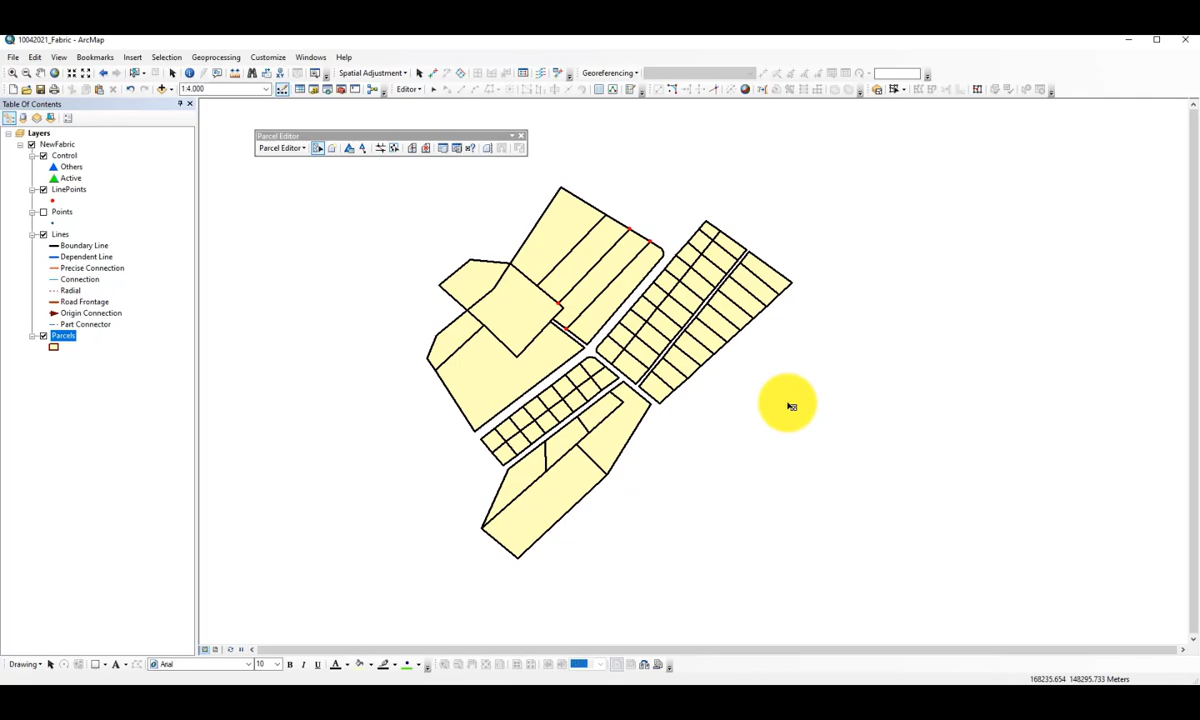 10042021_Fabric - ArcMap
File Edit View Bookmarks Insert Selection Geoprocessing Customize Windows Help
Spatial Adjustment Georeferencing
1:4,000 Editor
Table Of Contents
Layers
NewFabric
Control
Others
Active
LinePoints
Points
Lines
Boundary Line
Dependent Line
Precise Connection
Connection
Radial
Road Frontage
Origin Connection
Part Connector
Parcels
Parcel Editor
Parcel Editor
Drawing A Arial 10 B I U A
168235.654 148295.733 Meters